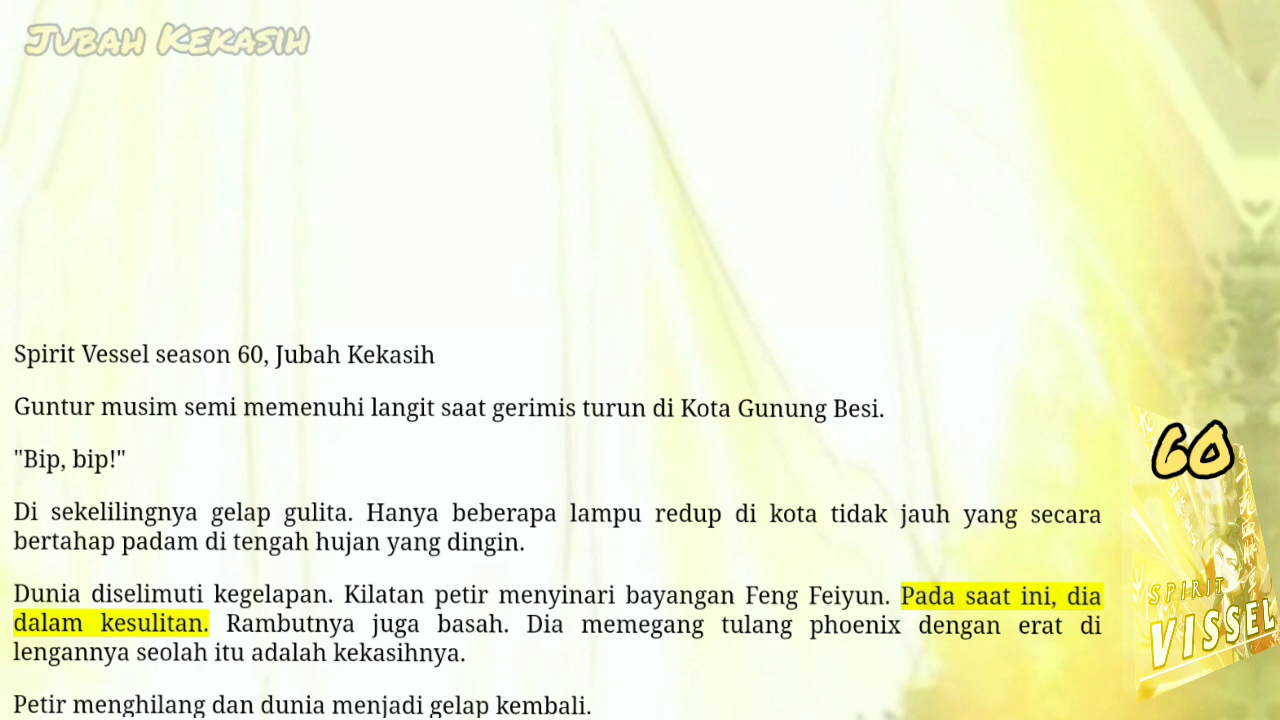 Jubah Kekasih
Spirit Vessel season 60, Jubah Kekasih
Guntur musim semi memenuhi langit saat gerimis turun di Kota Gunung Besi.
"Bip, bip!"
Di sekelilingnya gelap gulita. Hanya beberapa lampu redup di kota tidak jauh yang secara
bertahap padam di tengah hujan yang dingin.
Dunia diselimuti kegelapan. Kilatan petir menyinari bayangan Feng Feiyun. Pada saat ini, dia
dalam kesulitan. Rambutnya juga basah. Dia memegang tulang phoenix dengan erat di
lengannya seolah itu adalah kekasihnya.
Petir menghilang dan dunia menjadi gelap kembali.
60
SPIRIT
VISSEL